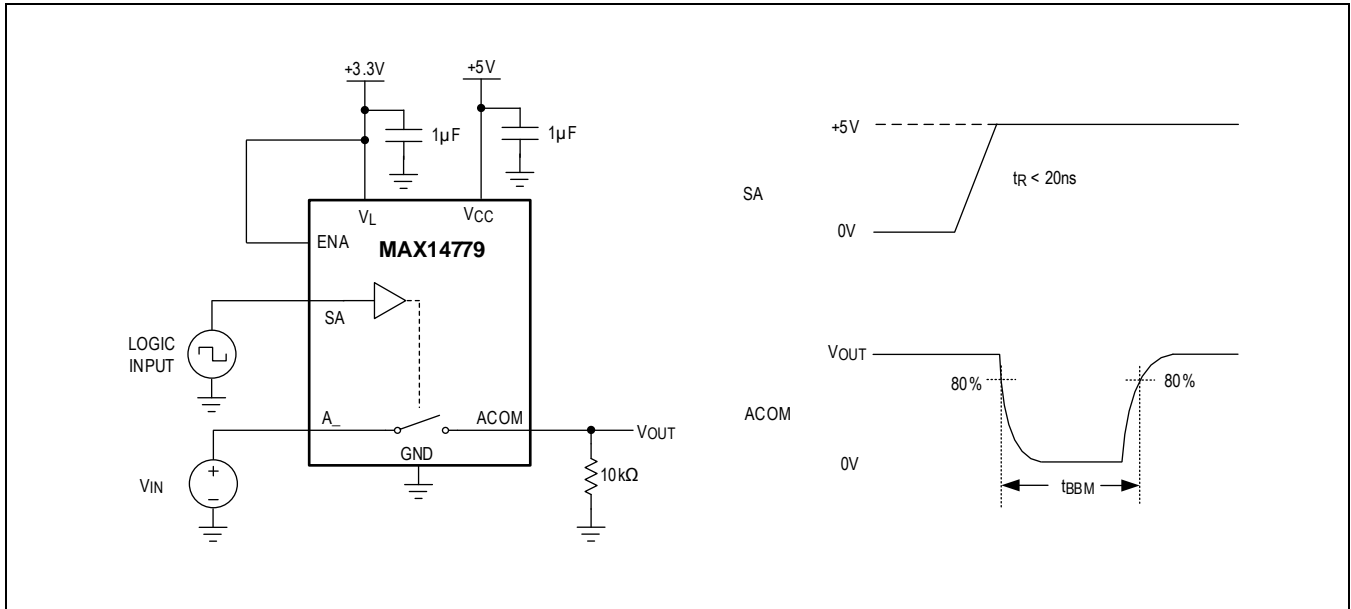 +3.3V
+5V
1µF
1µF
VL
VCC
ENA
MAX14779
SA
LOGIC
INPUT
A_
ACOM
VOUT
GND
10kΩ
VIN
+
−
+5V
SA
tR < 20ns
0V
VOUT
80%
80%
ACOM
0V
tBBM